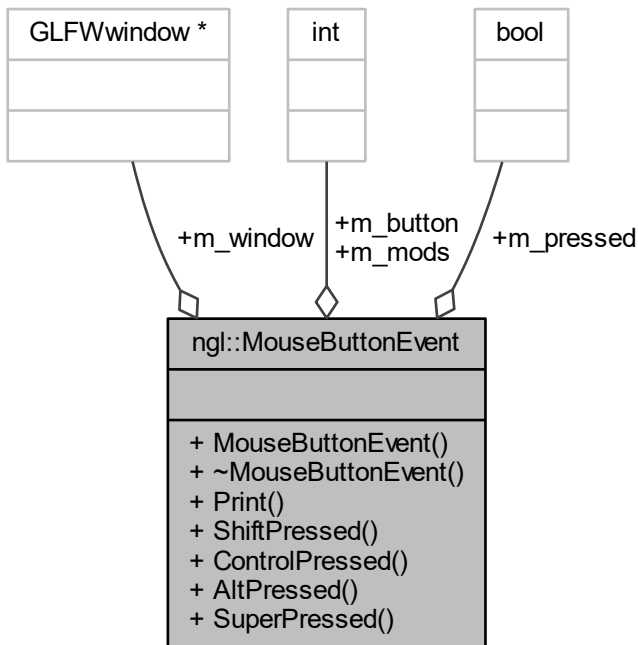 GLFWwindow *
int
bool
+m_window
+m_button
+m_mods
+m_pressed
ngl::MouseButtonEvent
+ MouseButtonEvent()
+ ~MouseButtonEvent()
+ Print()
+ ShiftPressed()
+ ControlPressed()
+ AltPressed()
+ SuperPressed()